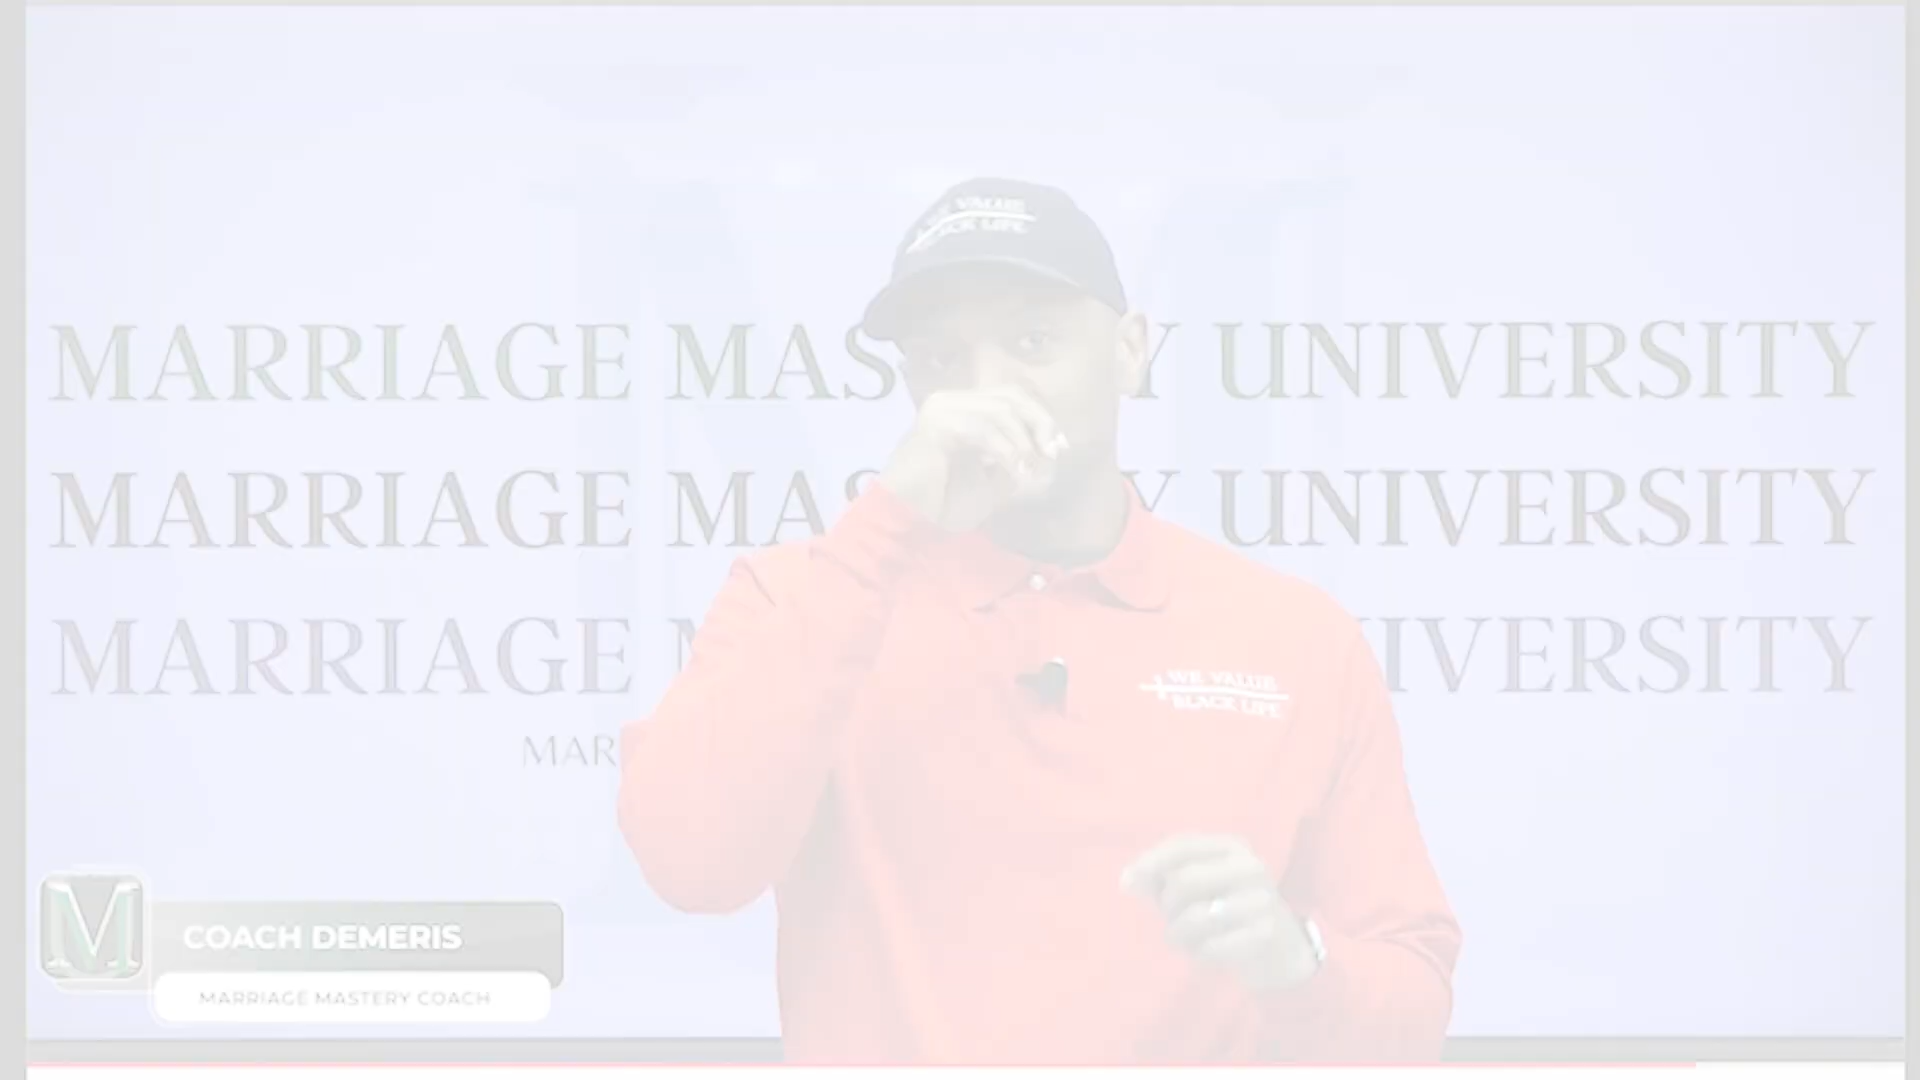 WE VALUE
BLACK LIFE
MARRIAGE MAS Y UNIVERSITY
MARRIAGE MAS Y UNIVERSITY
MARRIAGE IVERSITY
WE VALUE
BLACK LIFE
MAR
M
COACH DEMERIS
MARRIAGE MASTERY COACH